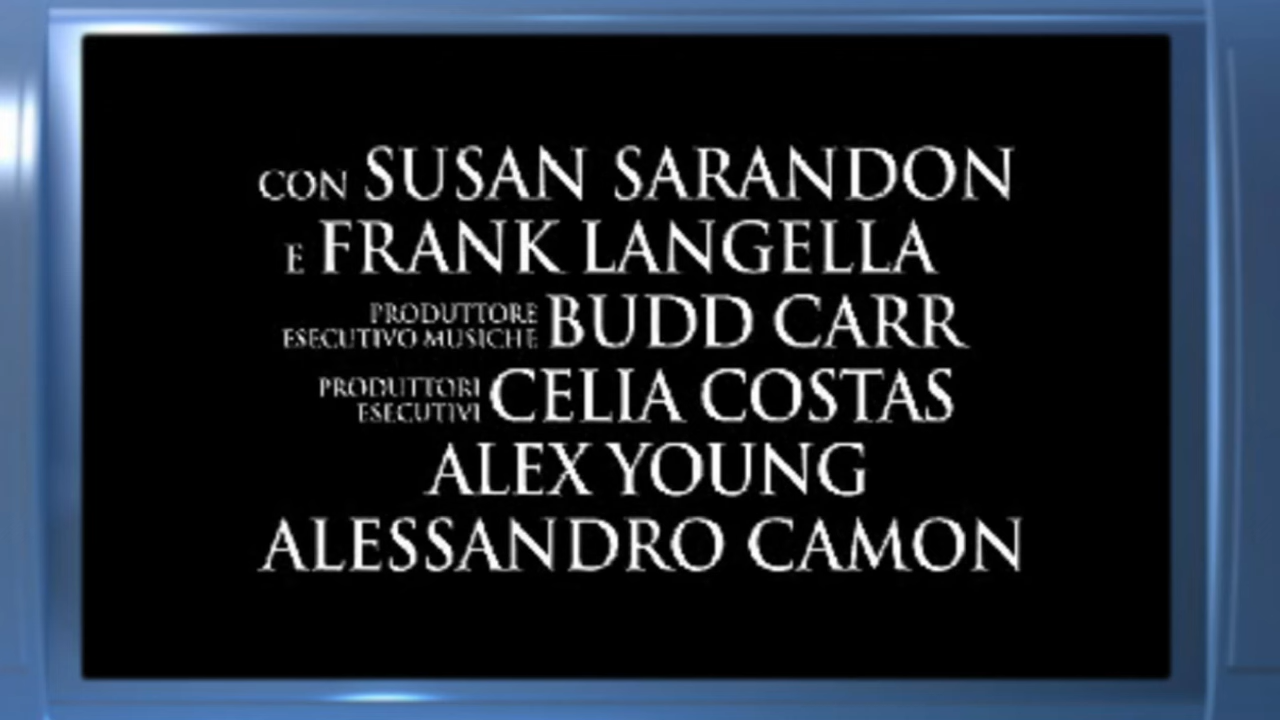 CON SUSAN SARANDON
E FRANK LANGELLA
PRODUTTORE
ESECUTIVO MUSICHE BUDD CARR
PRODUTTORI
ESECUTIVI CELIA COSTAS
ALEX YOUNG
ALESSANDRO CAMON